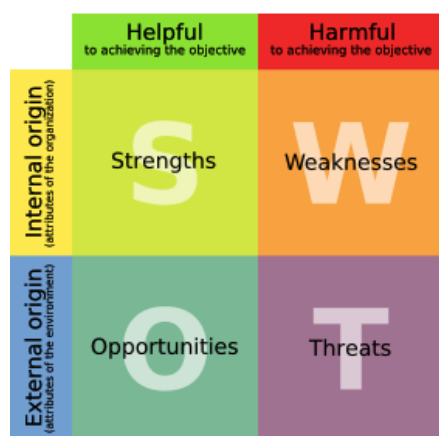 Helpful
to achieving the objective
Harmful
to achieving the objective
Internal origin
(attributes of the organization)
S
Strengths
W
Weaknesses
External origin
(attributes of the environment)
O
Opportunities
T
Threats